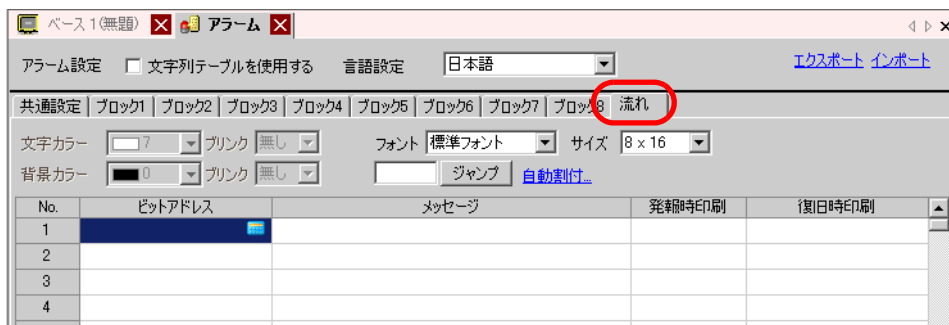 ベース 1(無題) アラーム
アラーム設定 文字列テーブルを使用する 言語設定 日本語 エクスポート インポート
共通設定 ブロック1 ブロック2 ブロック3 ブロック4 ブロック5 ブロック6 ブロック7 ブロック8 流れ
文字カラー 7 ブリンク 無し フォント 標準フォント サイズ 8 x 16
背景カラー 0 ブリンク 無し ジャンプ 自動割付...
No. ビットアドレス メッセージ 発報時印刷 復旧時印刷
1
2
3
4